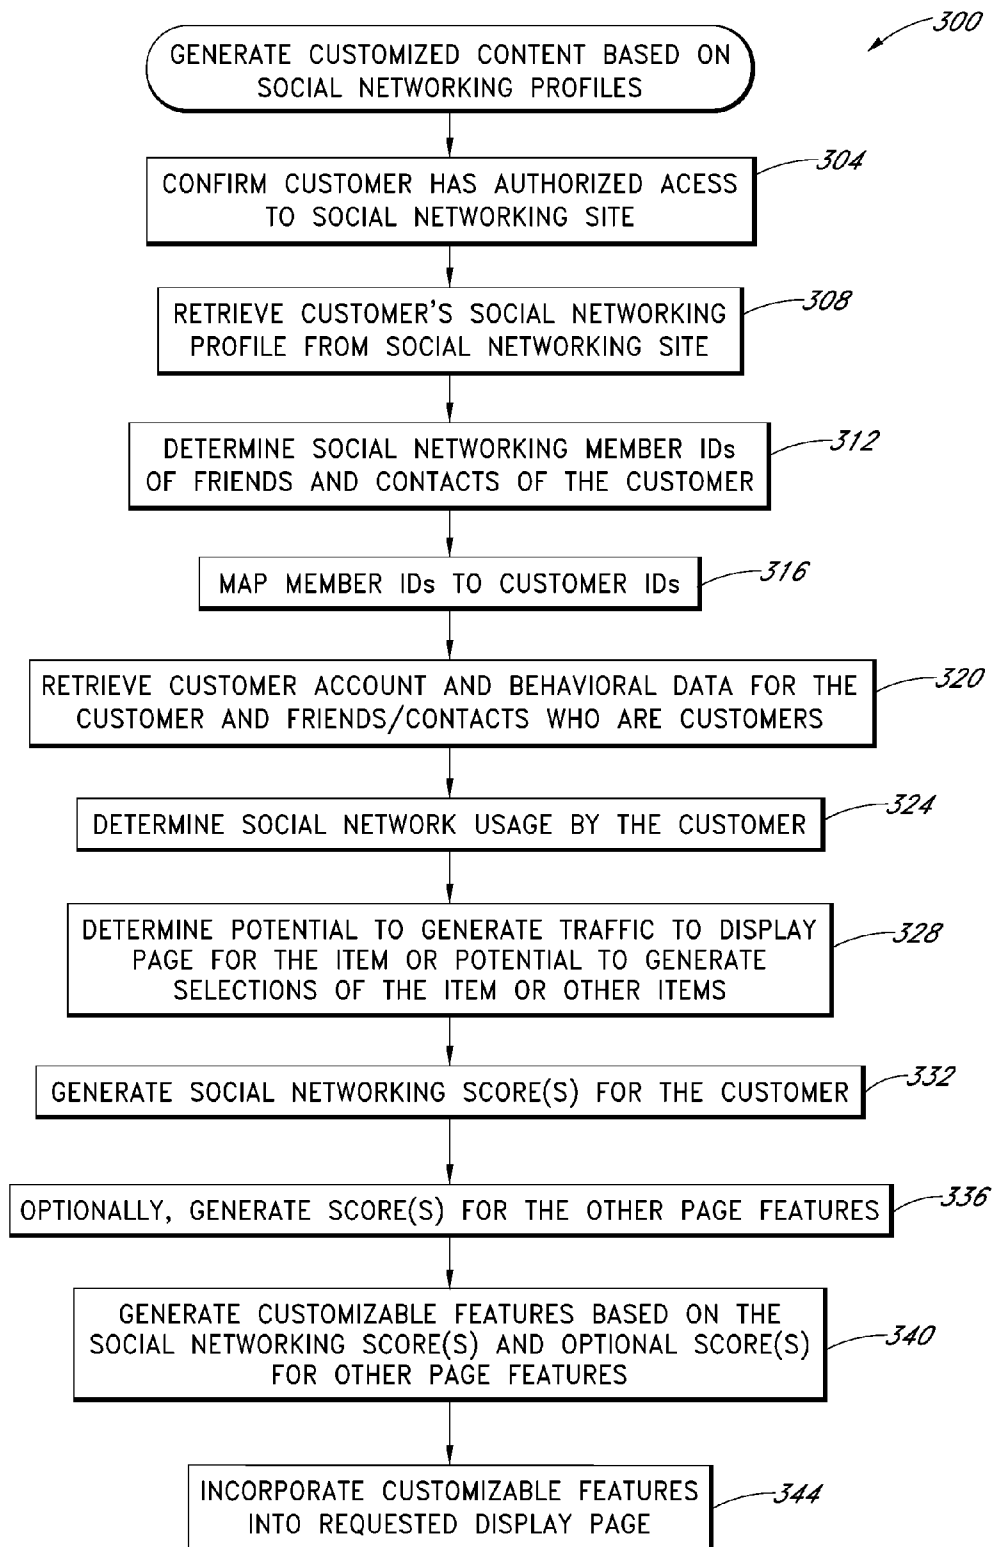 300
GENERATE CUSTOMIZED CONTENT BASED ON
SOCIAL NETWORKING PROFILES
304
CONFIRM CUSTOMER HAS AUTHORIZED ACESS
TO SOCIAL NETWORKING SITE
308
RETRIEVE CUSTOMER'S SOCIAL NETWORKING
PROFILE FROM SOCIAL NETWORKING SITE
312
DETERMINE SOCIAL NETWORKING MEMBER IDs
OF FRIENDS AND CONTACTS OF THE CUSTOMER
316
MAP MEMBER IDs TO CUSTOMER IDs
320
RETRIEVE CUSTOMER ACCOUNT AND BEHAVIORAL DATA FOR THE
CUSTOMER AND FRIENDS/CONTACTS WHO ARE CUSTOMERS
324
DETERMINE SOCIAL NETWORK USAGE BY THE CUSTOMER
328
DETERMINE POTENTIAL TO GENERATE TRAFFIC TO DISPLAY
PAGE FOR THE ITEM OR POTENTIAL TO GENERATE
SELECTIONS OF THE ITEM OR OTHER ITEMS
332
GENERATE SOCIAL NETWORKING SCORE(S) FOR THE CUSTOMER
336
OPTIONALLY, GENERATE SCORE(S) FOR THE OTHER PAGE FEATURES
340
GENERATE CUSTOMIZABLE FEATURES BASED ON THE
SOCIAL NETWORKING SCORE(S) AND OPTIONAL SCORE(S)
FOR OTHER PAGE FEATURES
344
INCORPORATE CUSTOMIZABLE FEATURES
INTO REQUESTED DISPLAY PAGE